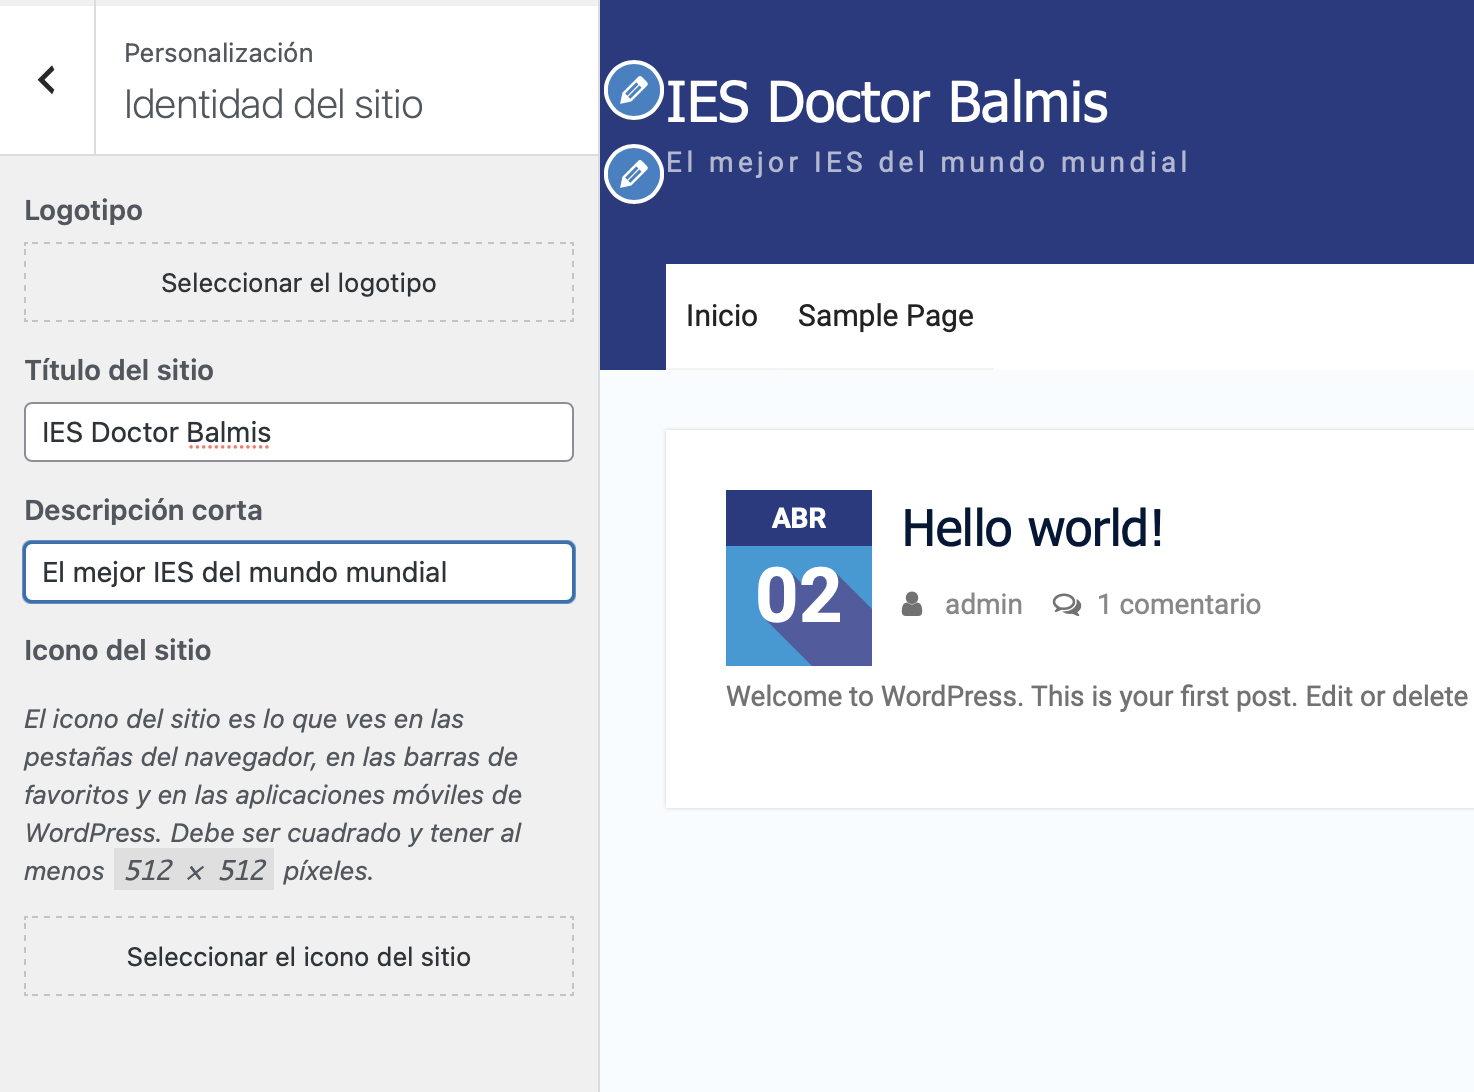 Personalización
Identidad del sitio
Logotipo
Seleccionar el logotipo
Título del sitio
IES Doctor Balmis
Descripción corta
El mejor IES del mundo mundial
Icono del sitio
El icono del sitio es lo que ves en las
pestañas del navegador, en las barras de
favoritos y en las aplicaciones móviles de
WordPress. Debe ser cuadrado y tener al
menos 512 × 512 píxeles.
Seleccionar el icono del sitio
IES Doctor Balmis
El mejor IES del mundo mundial
Inicio Sample Page
ABR
02
Hello world!
admin 1 comentario
Welcome to WordPress. This is your first post. Edit or delete